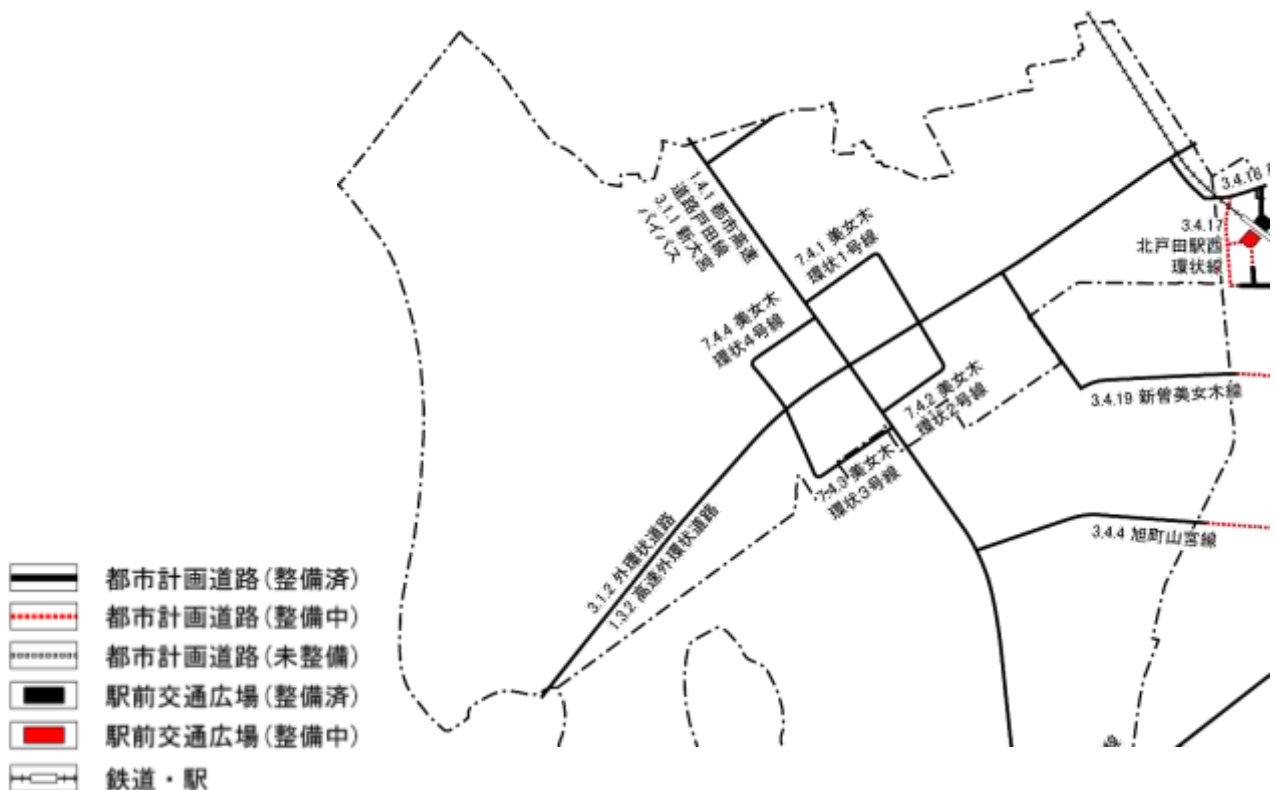 1.4.1 都市高速
道路戸田線
3.1.1 新大宮
バイパス
7.4.1 美女木
環状1号線
7.4.4 美女木
環状4号線
3.4.18
3.4.17
北戸田駅西
環状線
7.4.2 美女木
環状2号線
3.4.19 新曽美女木線
7.4.3 美女木
環状3号線
3.4.4 旭町山宮線
3.1.2 外環状道路
1.3.2 高速外環状道路
線
都市計画道路(整備済)
都市計画道路(整備中)
都市計画道路(未整備)
駅前交通広場(整備済)
駅前交通広場(整備中)
鉄道・駅